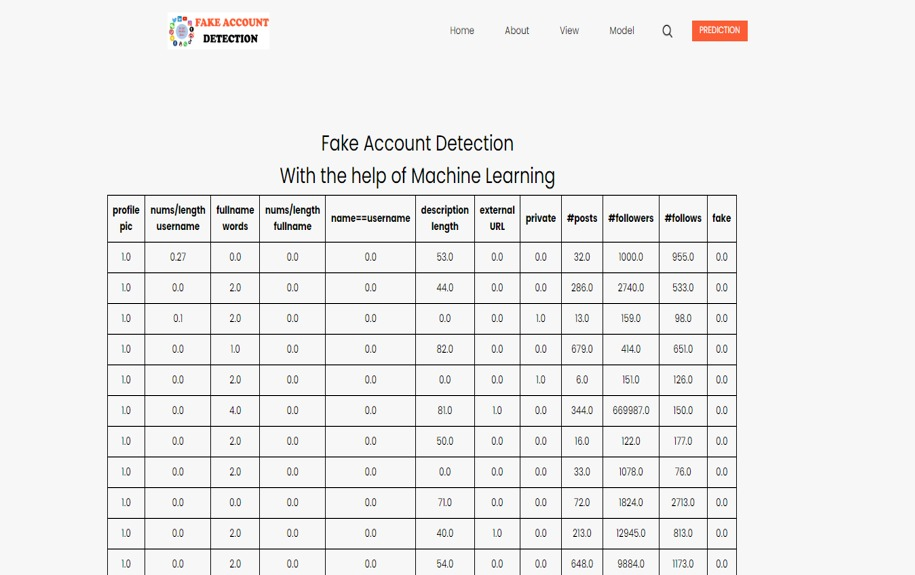 FAKE ACCOUNT
DETECTION
Home About View Model PREDICTION
Fake Account Detection
With the help of Machine Learning
profile pic nums/length username fullname words nums/length fullname name==username description length external URL private #posts #followers #follows fake
1.0 0.27 0.0 0.0 0.0 53.0 0.0 0.0 32.0 1000.0 955.0 0.0
1.0 0.0 2.0 0.0 0.0 44.0 0.0 0.0 286.0 2740.0 533.0 0.0
1.0 0.1 2.0 0.0 0.0 0.0 0.0 1.0 13.0 159.0 98.0 0.0
1.0 0.0 1.0 0.0 0.0 82.0 0.0 0.0 679.0 414.0 651.0 0.0
1.0 0.0 2.0 0.0 0.0 0.0 0.0 1.0 6.0 151.0 126.0 0.0
1.0 0.0 4.0 0.0 0.0 81.0 1.0 0.0 344.0 669987.0 150.0 0.0
1.0 0.0 2.0 0.0 0.0 50.0 0.0 0.0 16.0 122.0 177.0 0.0
1.0 0.0 2.0 0.0 0.0 0.0 0.0 0.0 33.0 1078.0 76.0 0.0
1.0 0.0 0.0 0.0 0.0 71.0 0.0 0.0 72.0 1824.0 2713.0 0.0
1.0 0.0 2.0 0.0 0.0 40.0 1.0 0.0 213.0 12945.0 813.0 0.0
1.0 0.0 2.0 0.0 0.0 54.0 0.0 0.0 648.0 9884.0 1173.0 0.0